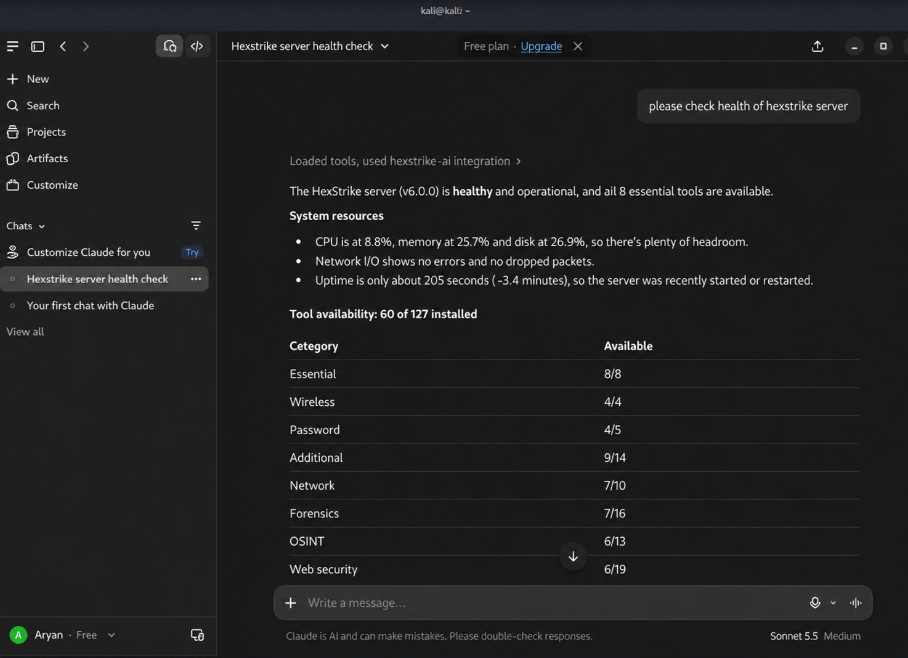 kali@kali: ~
Hexstrike server health check
Free plan · Upgrade
New
Search
Projects
Artifacts
Customize
Chats
Customize Claude for you
Try
Hexstrike server health check
Your first chat with Claude
View all
please check health of hexstrike server
Loaded tools, used hexstrike-ai integration
The HexStrike server (v6.0.0) is healthy and operational, and ail 8 essential tools are available.
System resources
• CPU is at 8.8%, memory at 25.7% and disk at 26.9%, so there's plenty of headroom.
• Network I/O shows no errors and no dropped packets.
• Uptime is only about 205 seconds (~3.4 minutes), so the server was recently started or restarted.
Tool availability: 60 of 127 installed
Cetegory Available
Essential 8/8
Wireless 4/4
Password 4/5
Additional 9/14
Network 7/10
Forensics 7/16
OSINT 6/13
Web security 6/19
Write a message...
A Aryan · Free
Claude is AI and can make mistakes. Please double-check responses.
Sonnet 5.5 Medium